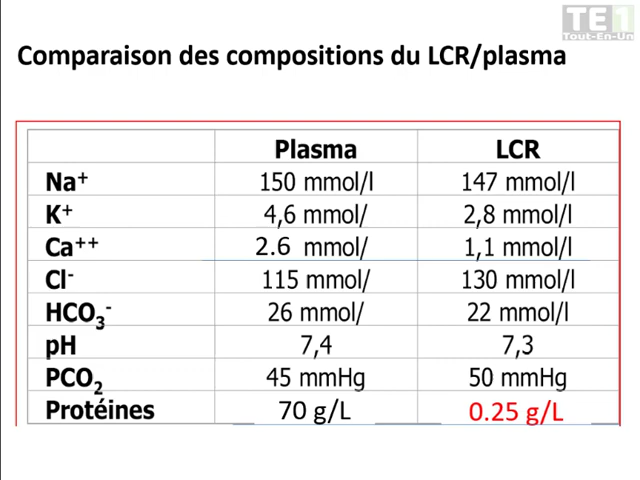 TE1
Tout-En-Un
Comparaison des compositions du LCR/plasma
Plasma LCR
Na+ 150 mmol/l 147 mmol/l
K+ 4,6 mmol/ 2,8 mmol/l
Ca++ 2.6 mmol/ 1,1 mmol/l
Cl- 115 mmol/ 130 mmol/l
HCO3- 26 mmol/ 22 mmol/l
pH 7,4 7,3
PCO2 45 mmHg 50 mmHg
Protéines 70 g/L 0.25 g/L